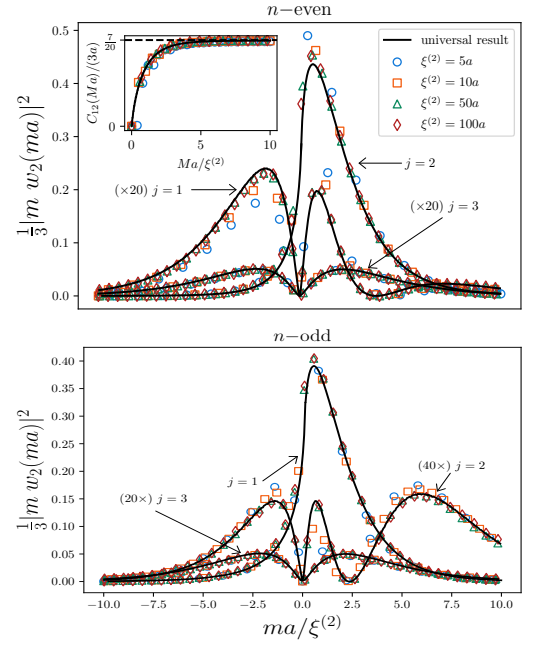 n−even
1/3|m w₂(ma)|²
0.5
0.4
0.3
0.2
0.1
0.0
C₁₂(Ma)/(3a)
7/20
0
0 5 10
Ma/ξ⁽²⁾
universal result
ξ⁽²⁾ = 5a
ξ⁽²⁾ = 10a
ξ⁽²⁾ = 50a
ξ⁽²⁾ = 100a
(×20) j = 1
j = 2
(×20) j = 3
n−odd
1/3|m w₂(ma)|²
0.40
0.35
0.30
0.25
0.20
0.15
0.10
0.05
0.00
j = 1
(20×) j = 3
(40×) j = 2
−10.0 −7.5 −5.0 −2.5 0.0 2.5 5.0 7.5 10.0
ma/ξ⁽²⁾